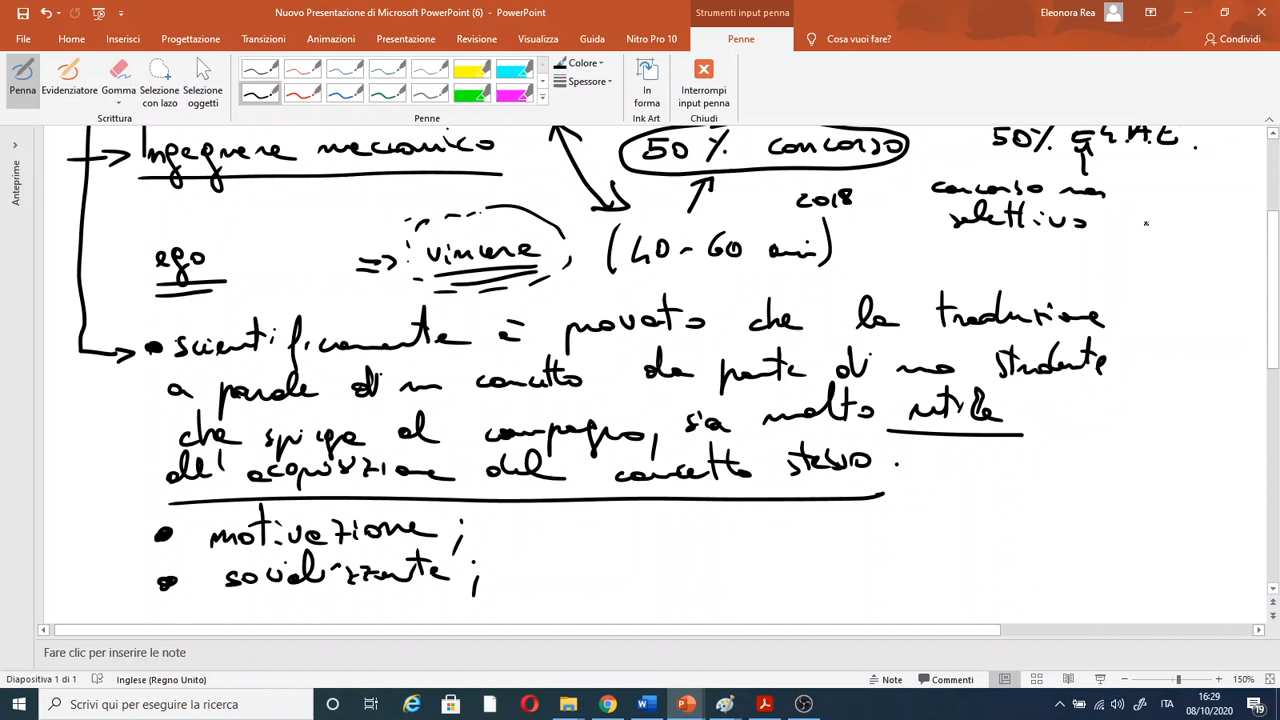 Nuovo Presentazione di Microsoft PowerPoint (6) - PowerPoint
Strumenti input penna
Eleonora Rea
File Home Inserisci Progettazione Transizioni Animazioni Presentazione Revisione Visualizza Guida Nitro Pro 10 Penne Cosa vuoi fare? Condividi
Penna Evidenziatore Gomma Selezione con lazo Selezione oggetti
Colore
Spessore
In forma
Interrompi input penna
Scrittura Penne Ink Art Chiudi
Anteprime
Ingegnere meccanico
50 % concorso
50%
concorso non
selettivo
2018
ego => vincere (40-60 anni)
• scientificamente è provato che la traduzione
a parole di un concetto da parte di uno studente
che spiega al compagno, sia molto utile
all'acquisizione del concetto stesso.
• motivazione;
• socializzante;
Fare clic per inserire le note
Diapositiva 1 di 1 Inglese (Regno Unito) Note Commenti 150%
Scrivi qui per eseguire la ricerca
16:29
08/10/2020
19